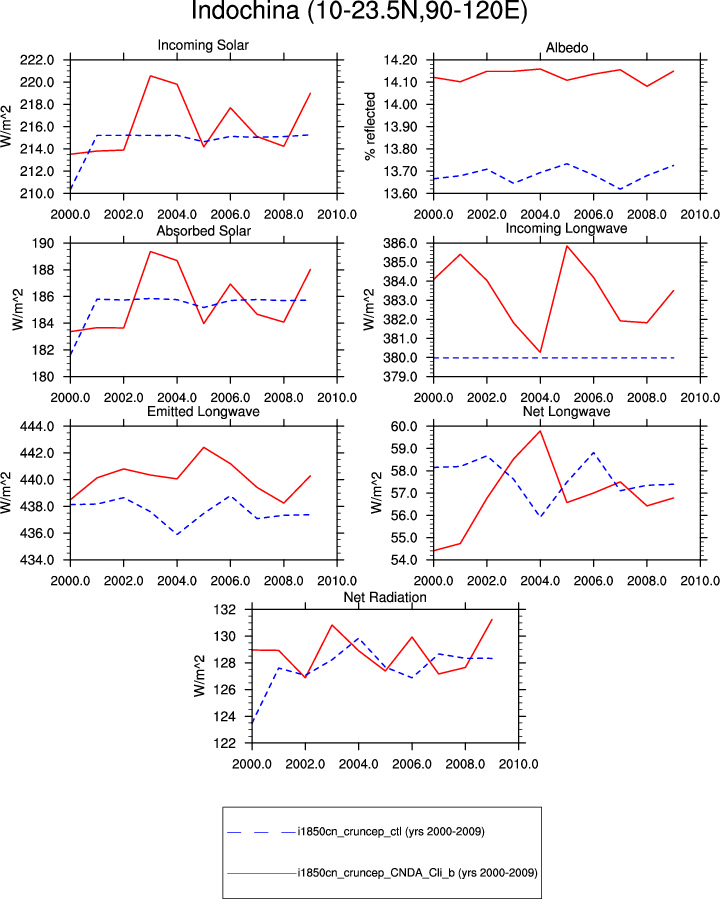 Indochina (10-23.5N,90-120E)
Incoming Solar
W/m^2
222.0
220.0
218.0
216.0
214.0
212.0
210.0
2000.0 2002.0 2004.0 2006.0 2008.0 2010.0
Albedo
% reflected
14.20
14.10
14.00
13.90
13.80
13.70
13.60
2000.0 2002.0 2004.0 2006.0 2008.0 2010.0
Absorbed Solar
W/m^2
190
188
186
184
182
180
2000.0 2002.0 2004.0 2006.0 2008.0 2010.0
Incoming Longwave
W/m^2
386.0
385.0
384.0
383.0
382.0
381.0
380.0
379.0
2000.0 2002.0 2004.0 2006.0 2008.0 2010.0
Emitted Longwave
W/m^2
444.0
442.0
440.0
438.0
436.0
434.0
2000.0 2002.0 2004.0 2006.0 2008.0 2010.0
Net Longwave
W/m^2
60.0
59.0
58.0
57.0
56.0
55.0
54.0
2000.0 2002.0 2004.0 2006.0 2008.0 2010.0
Net Radiation
W/m^2
132
130
128
126
124
122
2000.0 2002.0 2004.0 2006.0 2008.0 2010.0
i1850cn_cruncep_ctl (yrs 2000-2009)
i1850cn_cruncep_CNDA_Cli_b (yrs 2000-2009)